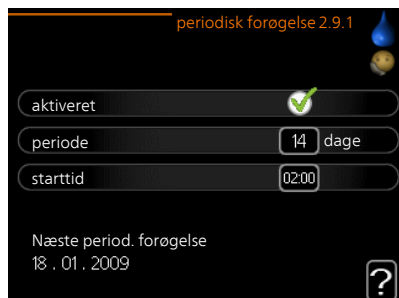 periodisk forøgelse 2.9.1
aktiveret
periode 14 dage
starttid 02:00
Næste period. forøgelse
18 . 01 . 2009
?